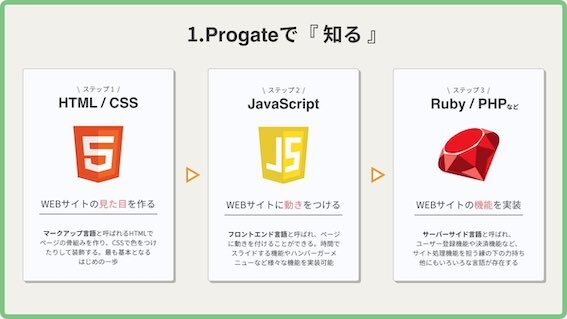 1.Progateで『 知る 』
\ ステップ 1 /
HTML / CSS
5
WEBサイトの見た目を作る
マークアップ言語と呼ばれるHTMLで
ページの骨組みを作り、CSSで色をつけ
たりして装飾する。最も基本となる
はじめの一歩
\ ステップ 2 /
JavaScript
JS
WEBサイトに動きをつける
フロントエンド言語と呼ばれ、ページ
に動きを付けることができる。時間で
スライドする機能やハンバーガーメ
ニューなど様々な機能を実装可能
\ ステップ 3 /
Ruby / PHPなど
WEBサイトの機能を実装
サーバーサイド言語と呼ばれ、
ユーザー登録機能や決済機能など、
サイト処理機能を担う縁の下の力持ち
他にもいろいろな言語が存在する